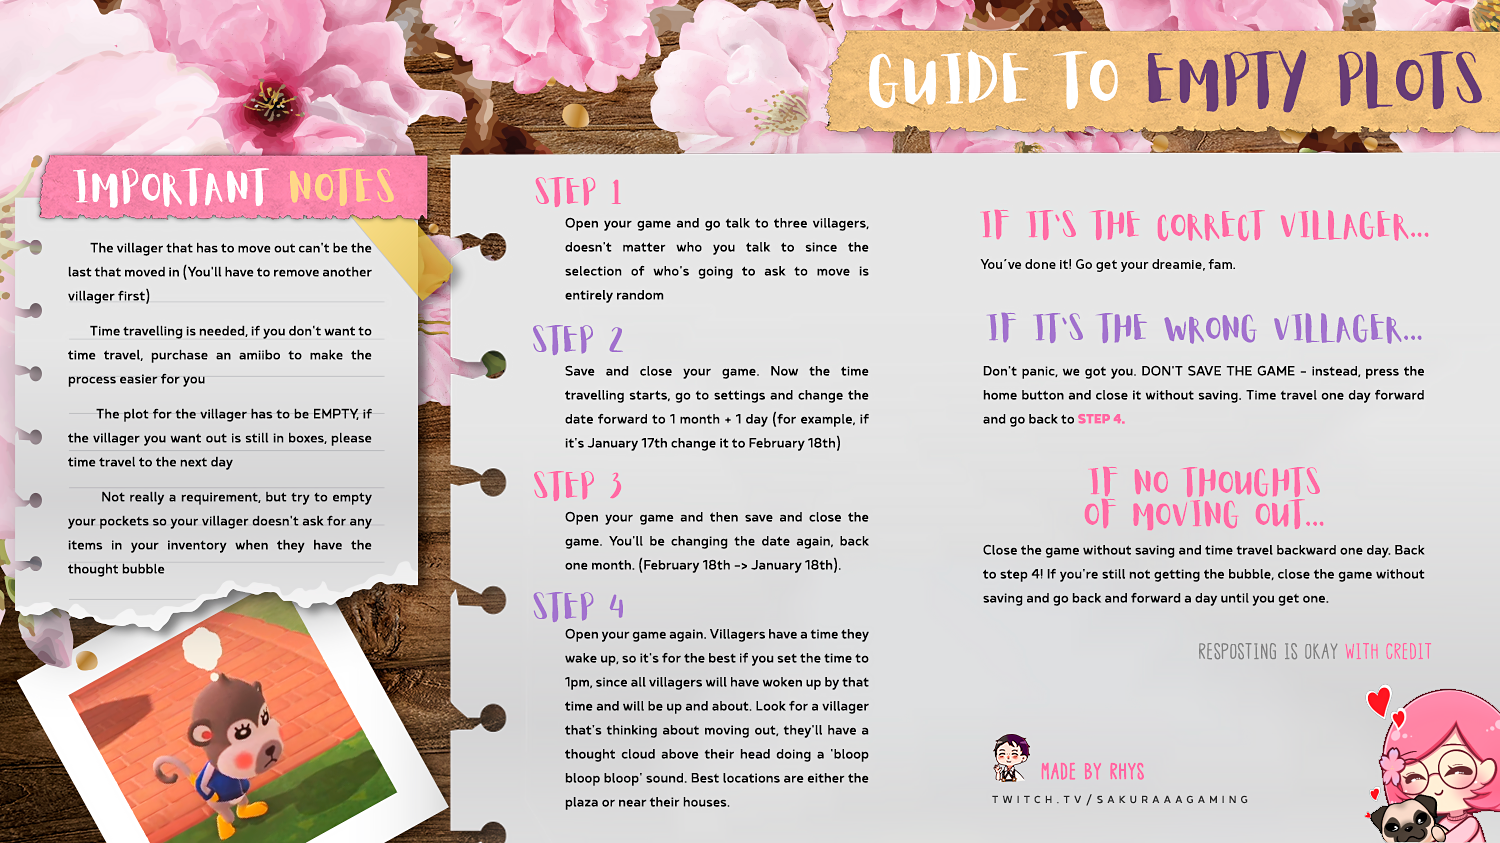 GUIDE TO EMPTY PLOTS
IMPORTANT NOTES
The villager that has to move out can't be the
last that moved in (You'll have to remove another
villager first)
Time travelling is needed, if you don't want to
time travel, purchase an amiibo to make the
process easier for you
The plot for the villager has to be EMPTY, if
the villager you want out is still in boxes, please
time travel to the next day
Not really a requirement, but try to empty
your pockets so your villager doesn't ask for any
items in your inventory when they have the
thought bubble
STEP 1
Open your game and go talk to three villagers,
doesn't matter who you talk to since the
selection of who's going to ask to move is
entirely random
STEP 2
Save and close your game. Now the time
travelling starts, go to settings and change the
date forward to 1 month + 1 day (for example, if
it's January 17th change it to February 18th)
STEP 3
Open your game and then save and close the
game. You'll be changing the date again, back
one month. (February 18th -> January 18th).
STEP 4
Open your game again. Villagers have a time they
wake up, so it's for the best if you set the time to
1pm, since all villagers will have woken up by that
time and will be up and about. Look for a villager
that's thinking about moving out, they'll have a
thought cloud above their head doing a 'bloop
bloop bloop' sound. Best locations are either the
plaza or near their houses.
IF IT'S THE CORRECT VILLAGER...
You´ve done it! Go get your dreamie, fam.
IF IT'S THE WRONG VILLAGER...
Don't panic, we got you. DON'T SAVE THE GAME - instead, press the
home button and close it without saving. Time travel one day forward
and go back to STEP 4.
IF NO THOUGHTS
OF MOVING OUT...
Close the game without saving and time travel backward one day. Back
to step 4! If you're still not getting the bubble, close the game without
saving and go back and forward a day until you get one.
RESPOSTING IS OKAY WITH CREDIT
MADE BY RHYS
TWITCH.TV/SAKURAAAGAMING